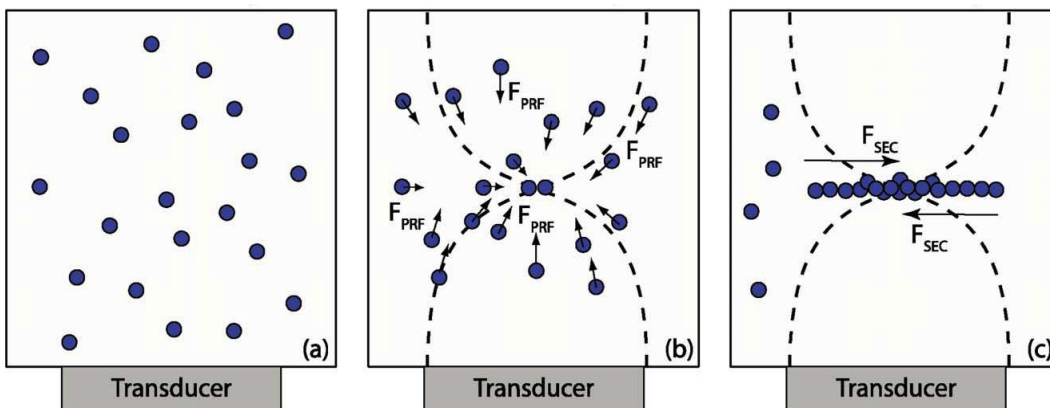 (a)
Transducer
F_PRF
F_PRF
F_PRF
F_PRF
(b)
Transducer
F_SEC
F_SEC
(c)
Transducer